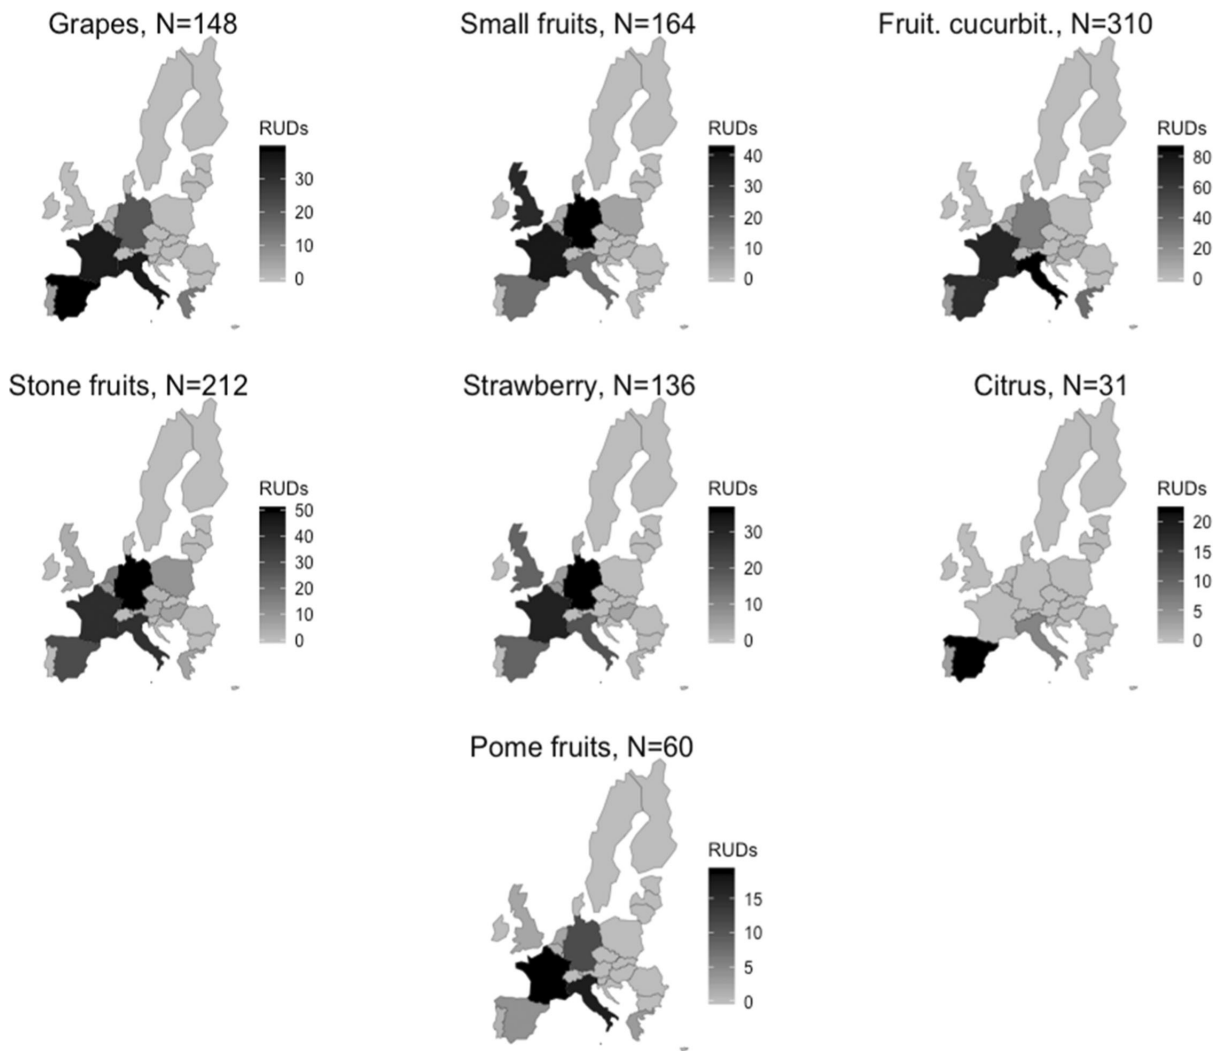 Grapes, N=148
Small fruits, N=164
Fruit. cucurbit., N=310
RUDs
30
20
10
0
RUDs
40
30
20
10
0
RUDs
80
60
40
20
0
Stone fruits, N=212
Strawberry, N=136
Citrus, N=31
RUDs
50
40
30
20
10
0
RUDs
30
20
10
0
RUDs
20
15
10
5
0
Pome fruits, N=60
RUDs
15
10
5
0